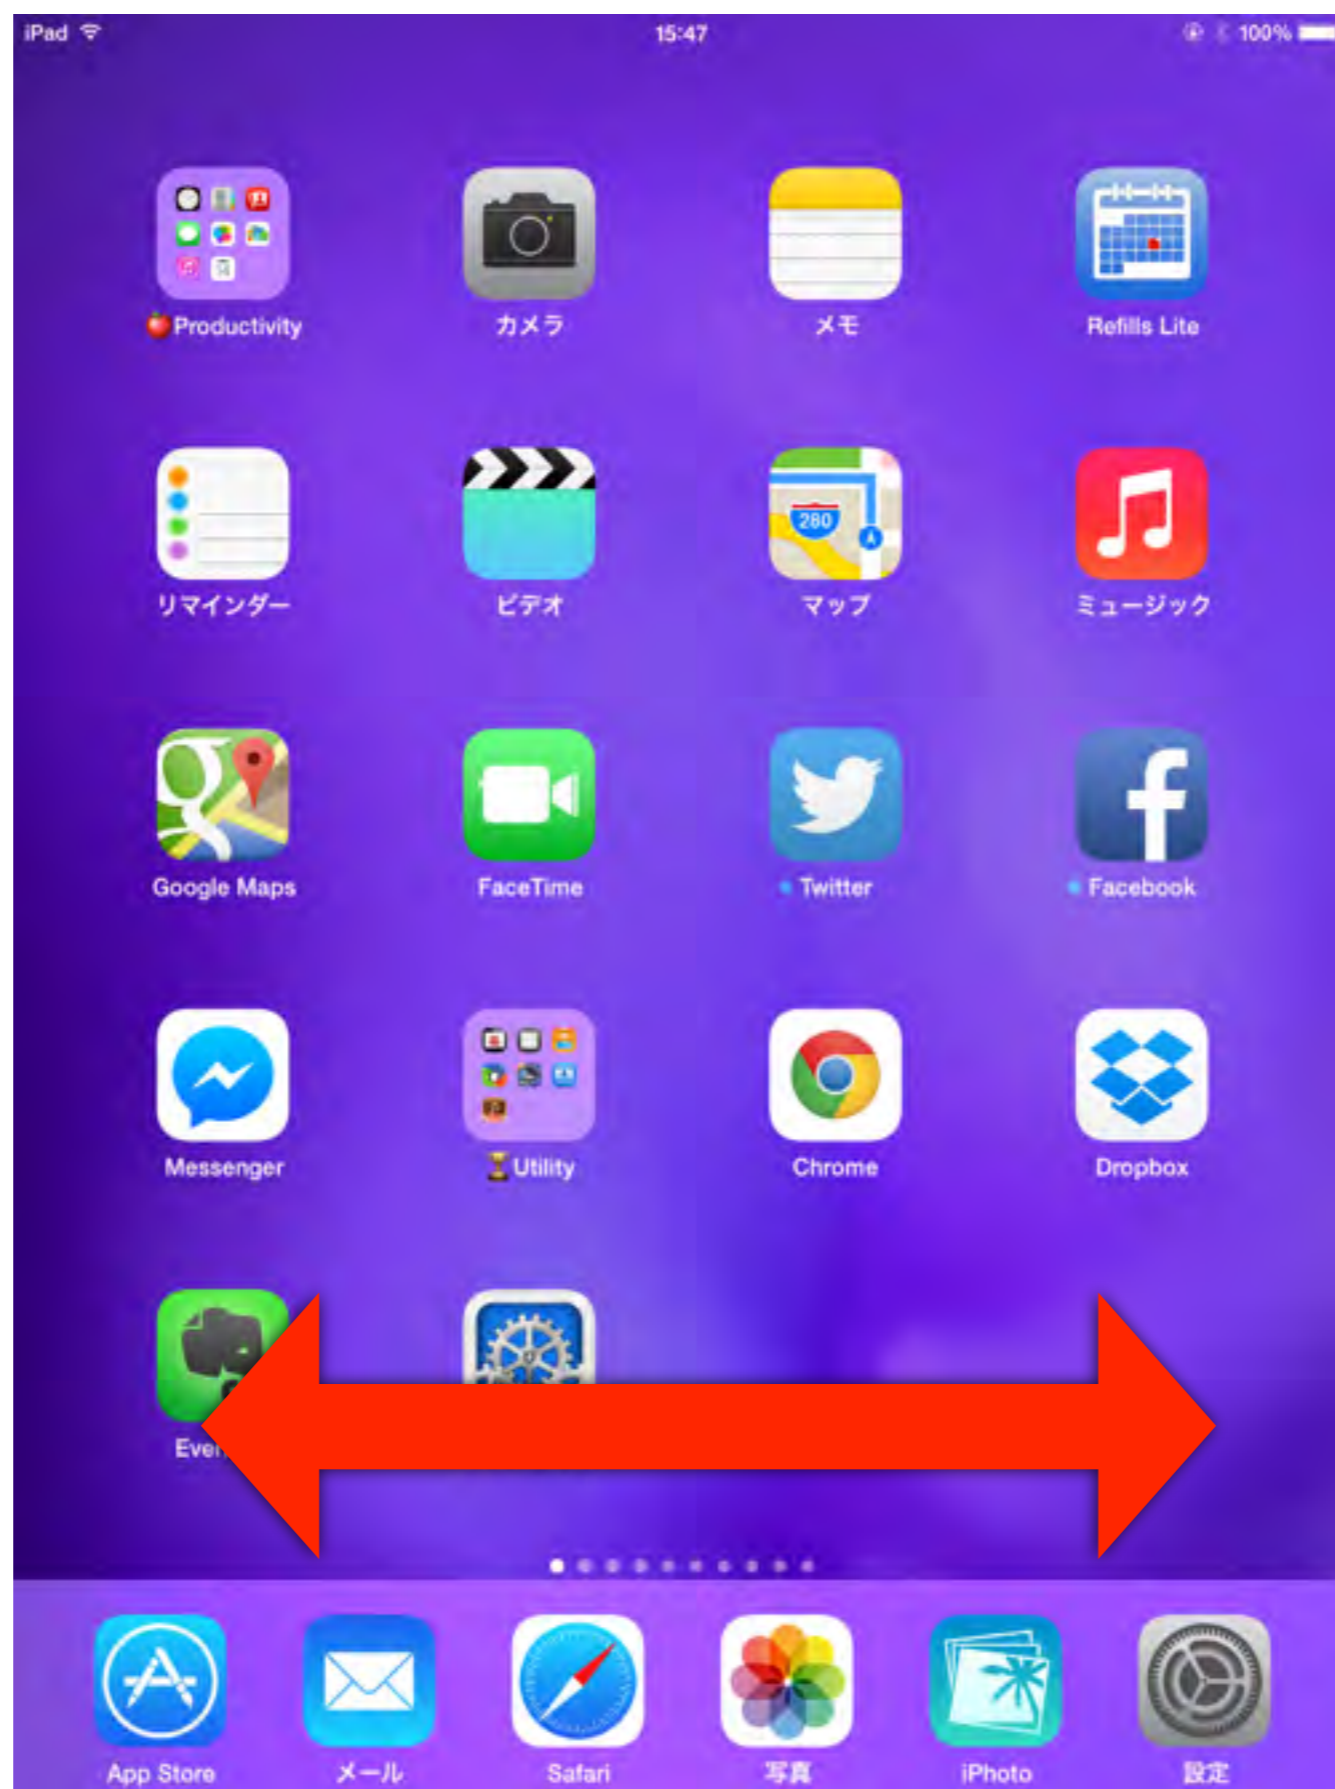 iPad 15:47 100%
Productivity カメラ メモ Refills Lite
280
A
リマインダー ビデオ マップ ミュージック
Google Maps FaceTime Twitter Facebook
Messenger Utility Chrome Dropbox
App Store メール Safari 写真 iPhoto 設定